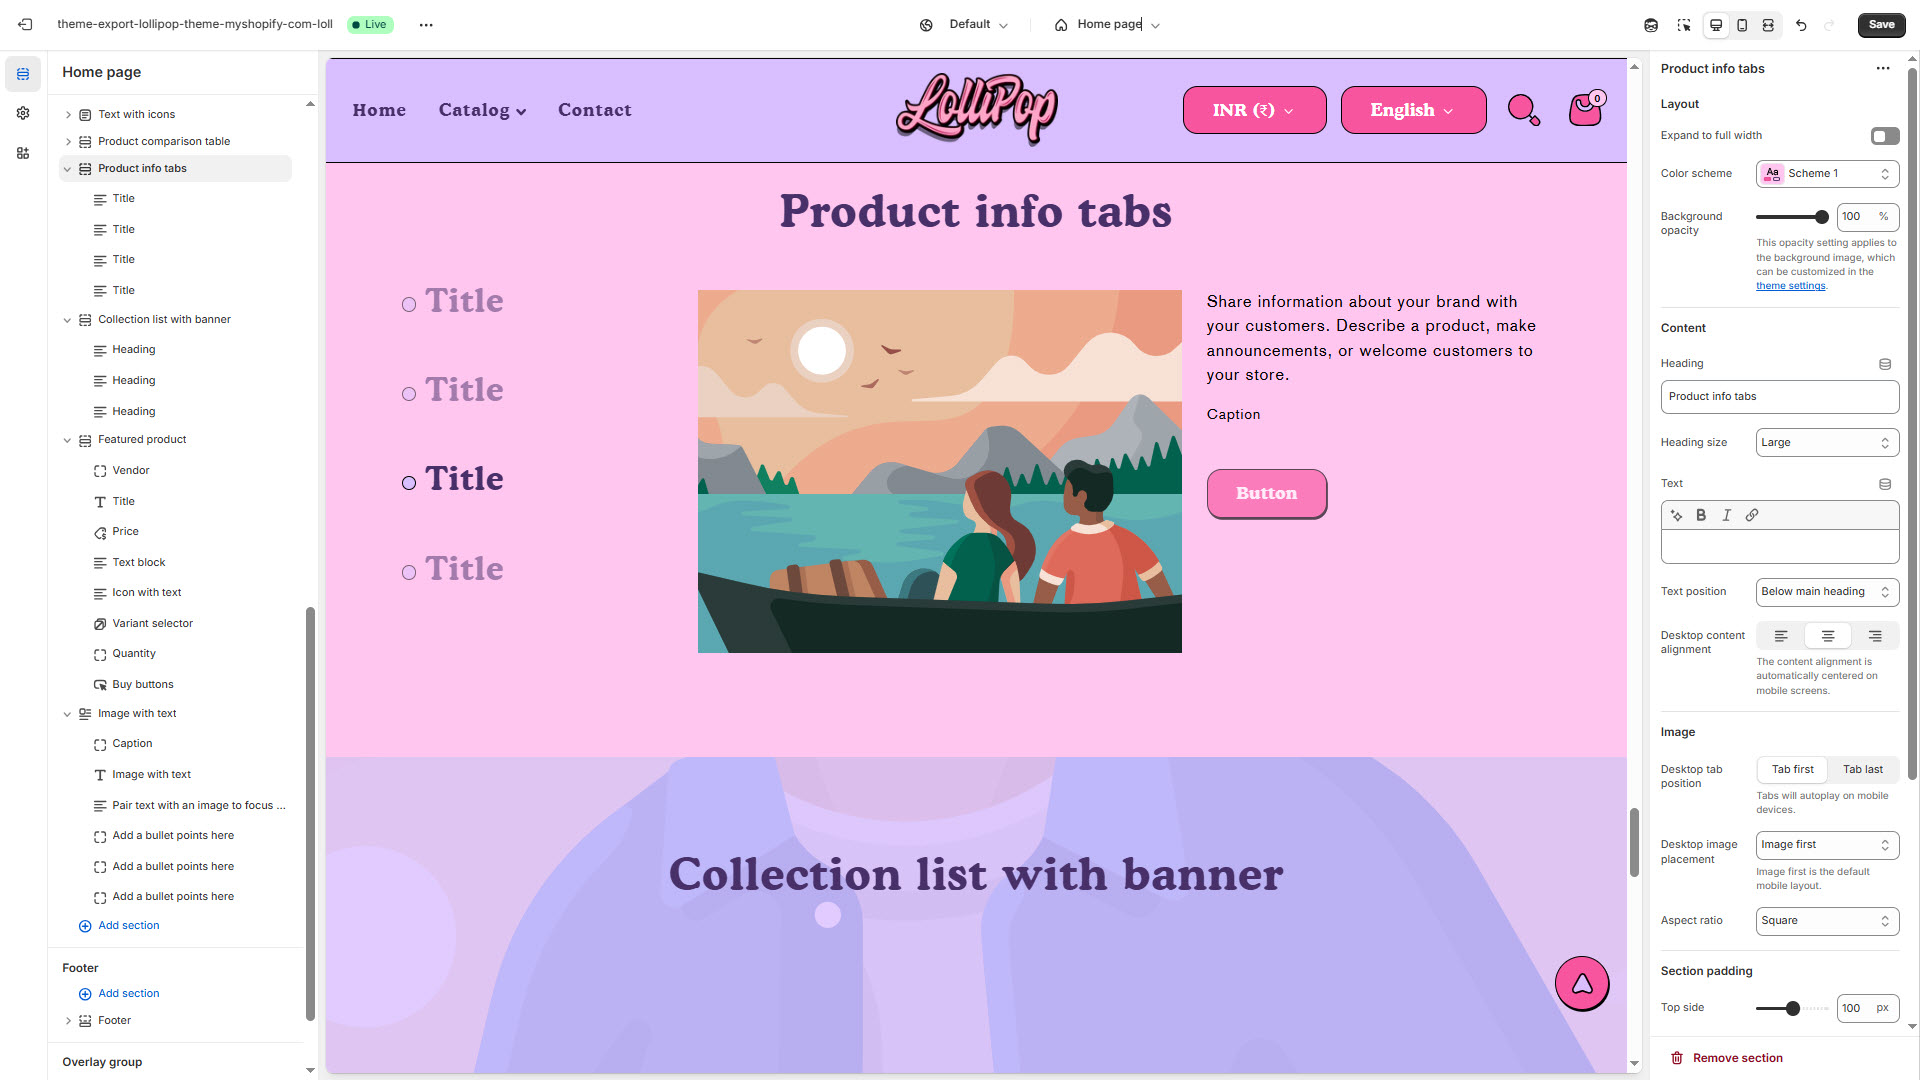 theme-export-lollipop-theme-myshopify-com-loll
Live
Default
Home page
Save
Home page
Text with icons
Product comparison table
Product info tabs
Title
Title
Title
Title
Collection list with banner
Heading
Heading
Heading
Featured product
Vendor
Title
Price
Text block
Icon with text
Variant selector
Quantity
Buy buttons
Image with text
Caption
Image with text
Pair text with an image to focus ...
Add a bullet points here
Add a bullet points here
Add a bullet points here
Add section
Footer
Add section
Footer
Overlay group
Home
Catalog
Contact
LolliPop
INR (₹)
English
0
Product info tabs
Title
Title
Title
Title
Share information about your brand with
your customers. Describe a product, make
announcements, or welcome customers to
your store.
Caption
Button
Collection list with banner
Product info tabs
Layout
Expand to full width
Color scheme
Aa
Scheme 1
Background
opacity
100 %
This opacity setting applies to
the background image, which
can be customized in the
theme settings.
Content
Heading
Product info tabs
Heading size
Large
Text
B I
Text position
Below main heading
Desktop content
alignment
The content alignment is
automatically centered on
mobile screens.
Image
Desktop tab
position
Tab first
Tab last
Tabs will autoplay on mobile
devices.
Desktop image
placement
Image first
Image first is the default
mobile layout.
Aspect ratio
Square
Section padding
Top side
100 px
Remove section